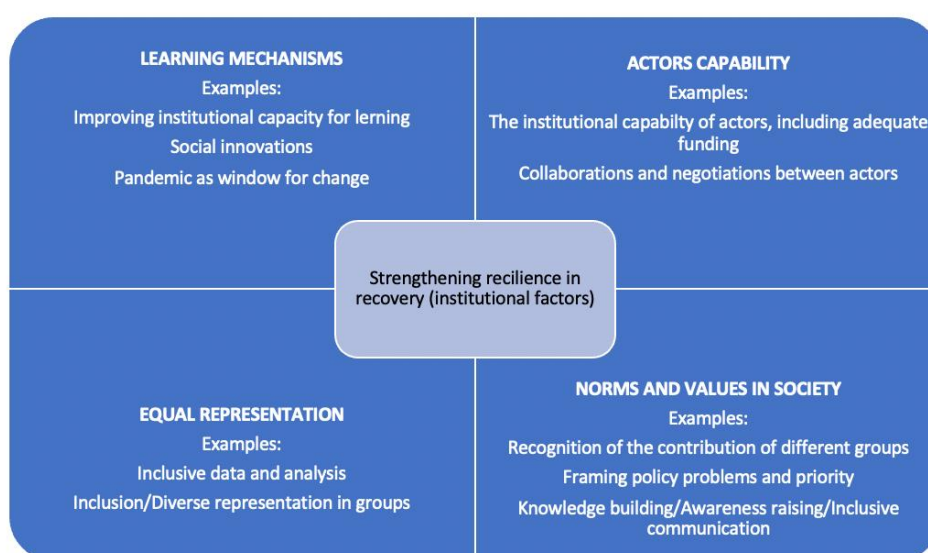 LEARNING MECHANISMS
Examples:
Improving institutional capacity for lerning
Social innovations
Pandemic as window for change
ACTORS CAPABILITY
Examples:
The institutional capabilty of actors, including adequate
funding
Collaborations and negotiations between actors
Strengthening recilience in
recovery (institutional factors)
EQUAL REPRESENTATION
Examples:
Inclusive data and analysis
Inclusion/Diverse representation in groups
NORMS AND VALUES IN SOCIETY
Examples:
Recognition of the contribution of different groups
Framing policy problems and priority
Knowledge building/Awareness raising/Inclusive
communication